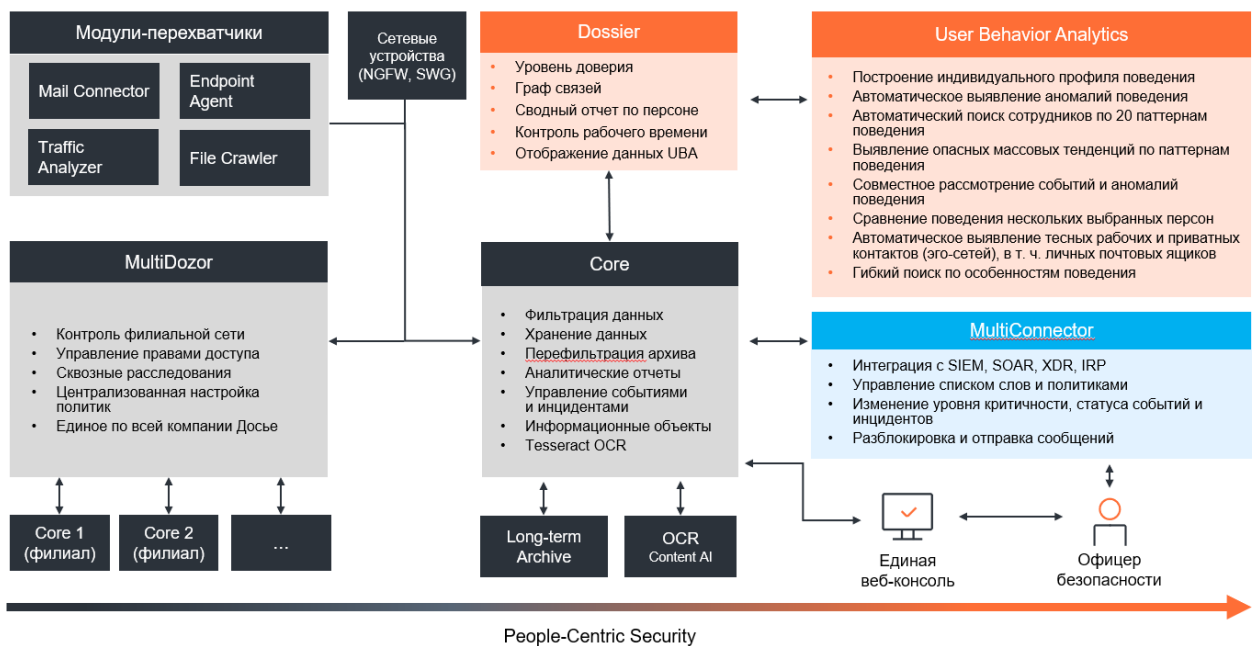 Модули-перехватчики
Mail Connector
Endpoint
Agent
Traffic
Analyzer
File Crawler
Сетевые
устройства
(NGFW, SWG)
Dossier
• Уровень доверия
• Граф связей
• Сводный отчет по персоне
• Контроль рабочего времени
• Отображение данных UBA
User Behavior Analytics
• Построение индивидуального профиля поведения
• Автоматическое выявление аномалий поведения
• Автоматический поиск сотрудников по 20 паттернам
поведения
• Выявление опасных массовых тенденций по паттернам
поведения
• Совместное рассмотрение событий и аномалий
поведения
• Сравнение поведения нескольких выбранных персон
• Автоматическое выявление тесных рабочих и приватных
контактов (эго-сетей), в т. ч. личных почтовых ящиков
• Гибкий поиск по особенностям поведения
MultiDozor
• Контроль филиальной сети
• Управление правами доступа
• Сквозные расследования
• Централизованная настройка
политик
• Единое по всей компании Досье
Core
• Фильтрация данных
• Хранение данных
• Перефильтрация архива
• Аналитические отчеты
• Управление событиями
и инцидентами
• Информационные объекты
• Tesseract OCR
MultiConnector
• Интеграция с SIEM, SOAR, XDR, IRP
• Управление списком слов и политиками
• Изменение уровня критичности, статуса событий и
инцидентов
• Разблокировка и отправка сообщений
Core 1
(филиал)
Core 2
(филиал)
...
Long-term
Archive
OCR
Content AI
Единая
веб-консоль
Офицер
безопасности
People-Centric Security